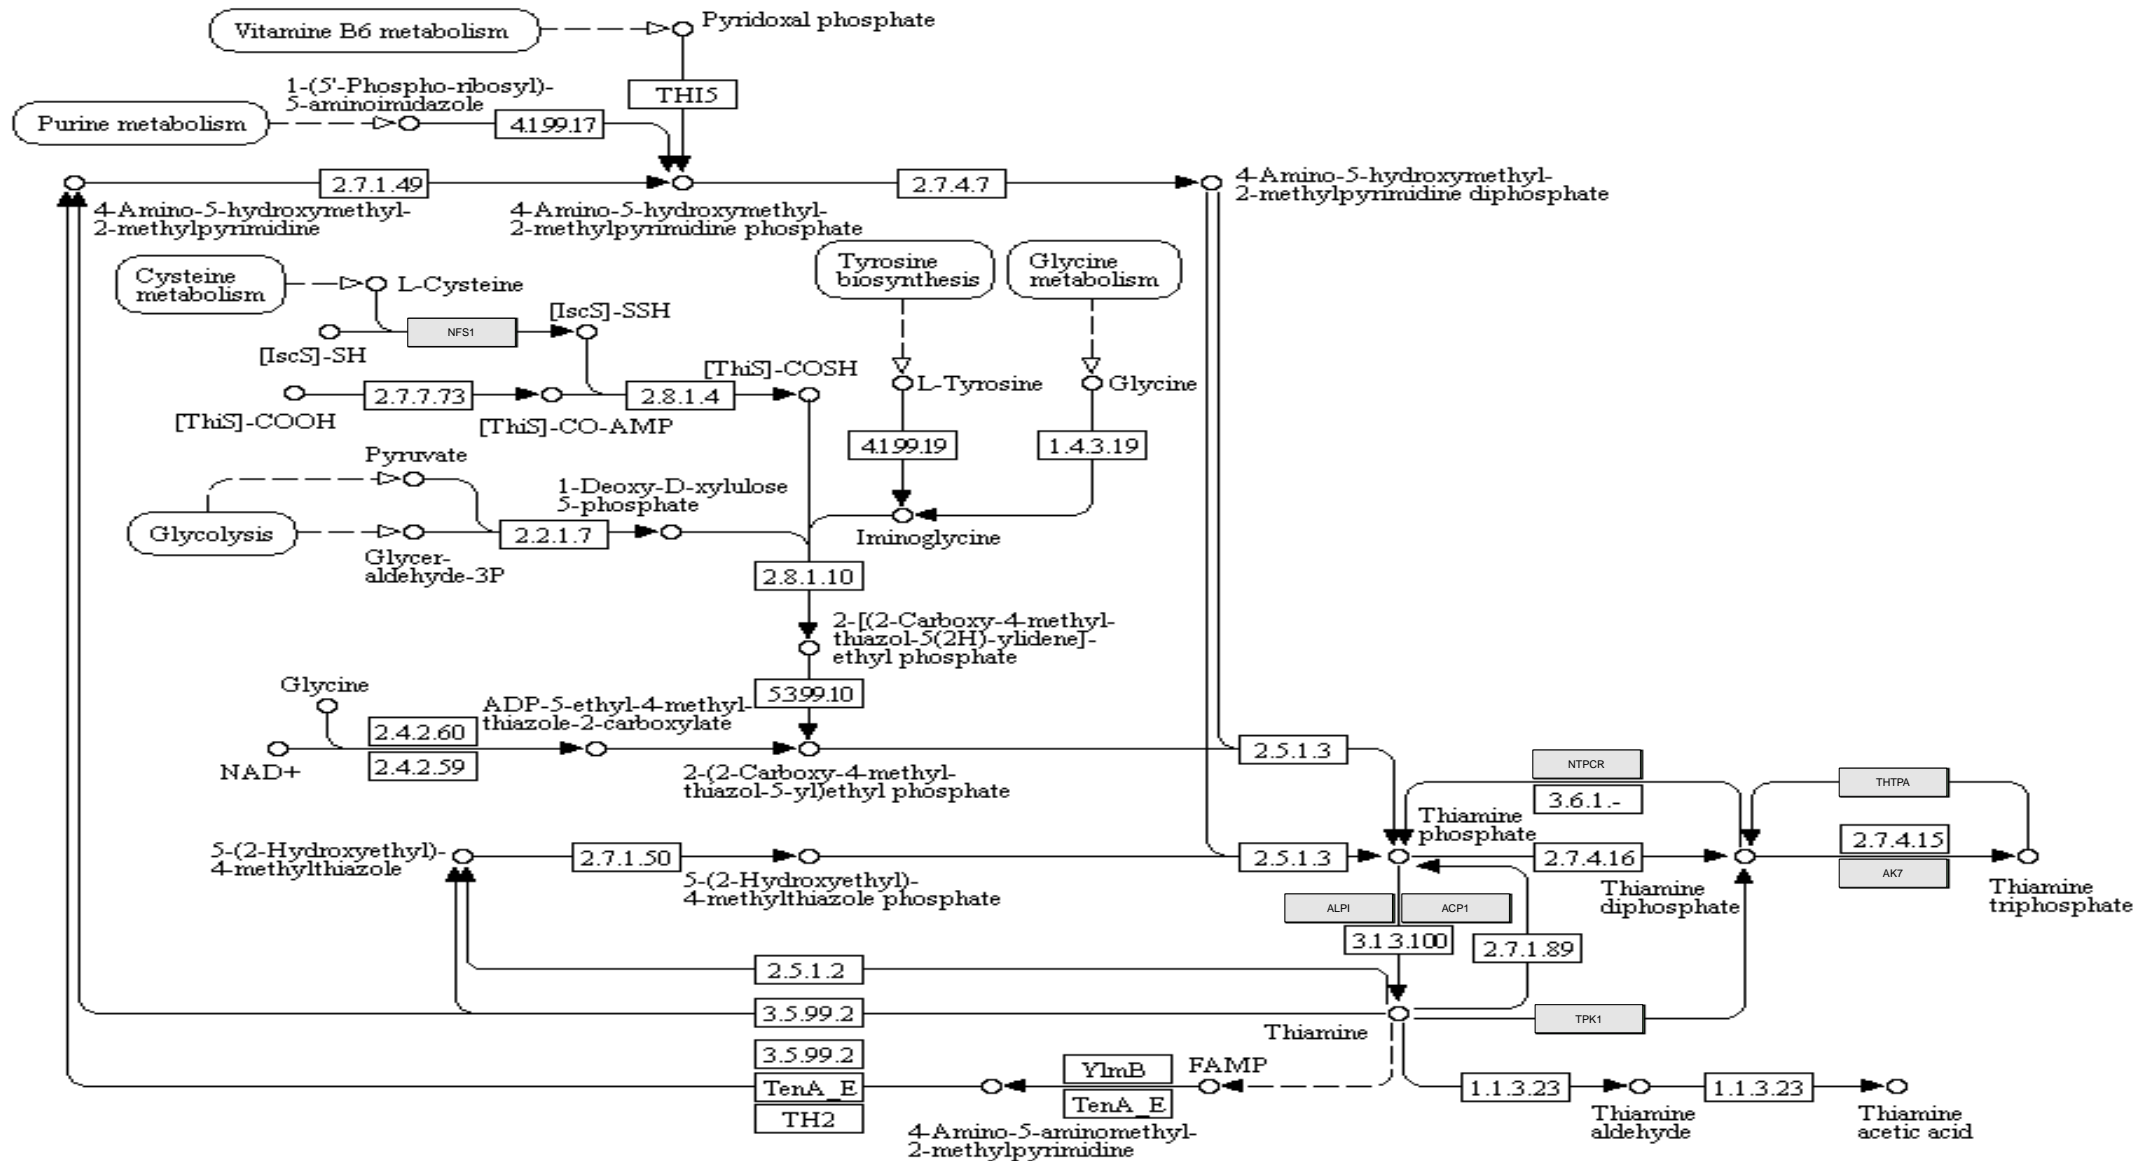 Pyridoxal phosphate
Vitamine B6 metabolism
1-(5'-Phospho-ribosyl)-
5-aminoimidazole
THI5
Purine metabolism
4.1.99.17
2.7.1.49
2.7.4.7
4-Amino-5-hydroxymethyl-
2-methylpyrimidine diphosphate
4-Amino-5-hydroxymethyl-
2-methylpyrimidine
4-Amino-5-hydroxymethyl-
2-methylpyrimidine phosphate
Cysteine
metabolism
L-Cysteine
Tyrosine
biosynthesis
Glycine
metabolism
[IscS]-SSH
NFS1
[IscS]-SH
[ThiS]-COSH
L-Tyrosine
Glycine
2.7.7.73
2.8.1.4
[ThiS]-COOH
[ThiS]-CO-AMP
4.1.99.19
1.4.3.19
Pyruvate
1-Deoxy-D-xylulose
5-phosphate
Glycolysis
2.2.1.7
Iminoglycine
Glycer-
aldehyde-3P
2.8.1.10
2-[(2-Carboxy-4-methyl-
thiazol-5(2H)-ylidene]-
ethyl phosphate
Glycine
5.3.99.10
ADP-5-ethyl-4-methyl-
thiazole-2-carboxylate
2.4.2.60
2.4.2.59
NAD+
2-(2-Carboxy-4-methyl-
thiazol-5-yl)ethyl phosphate
2.5.1.3
NTPCR
3.6.1.-
THTPA
Thiamine
phosphate
5-(2-Hydroxyethyl)-
4-methylthiazole
2.7.1.50
5-(2-Hydroxyethyl)-
4-methylthiazole phosphate
2.5.1.3
2.7.4.16
2.7.4.15
AK7
Thiamine
diphosphate
Thiamine
triphosphate
ALPI
ACP1
3.1.3.100
2.7.1.89
2.5.1.2
3.5.99.2
Thiamine
TPK1
3.5.99.2
TenA_E
TH2
YlmB
TenA_E
FAMP
4-Amino-5-aminomethyl-
2-methylpyrimidine
1.1.3.23
1.1.3.23
Thiamine
aldehyde
Thiamine
acetic acid